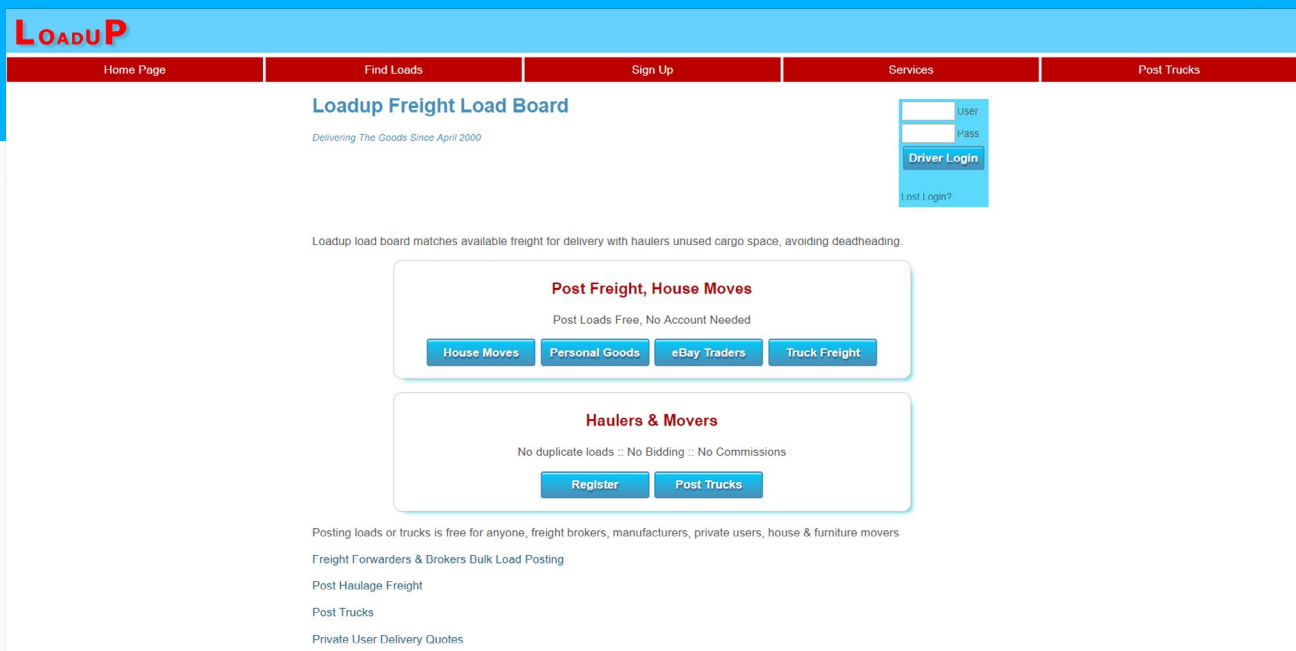 LOADUP
Home Page Find Loads Sign Up Services Post Trucks
Loadup Freight Load Board
Delivering The Goods Since April 2000
User
Pass
Driver Login
Lost Login?
Loadup load board matches available freight for delivery with haulers unused cargo space, avoiding deadheading.
Post Freight, House Moves
Post Loads Free, No Account Needed
House Moves Personal Goods eBay Traders Truck Freight
Haulers & Movers
No duplicate loads :: No Bidding :: No Commissions
Register Post Trucks
Posting loads or trucks is free for anyone, freight brokers, manufacturers, private users, house & furniture movers
Freight Forwarders & Brokers Bulk Load Posting
Post Haulage Freight
Post Trucks
Private User Delivery Quotes